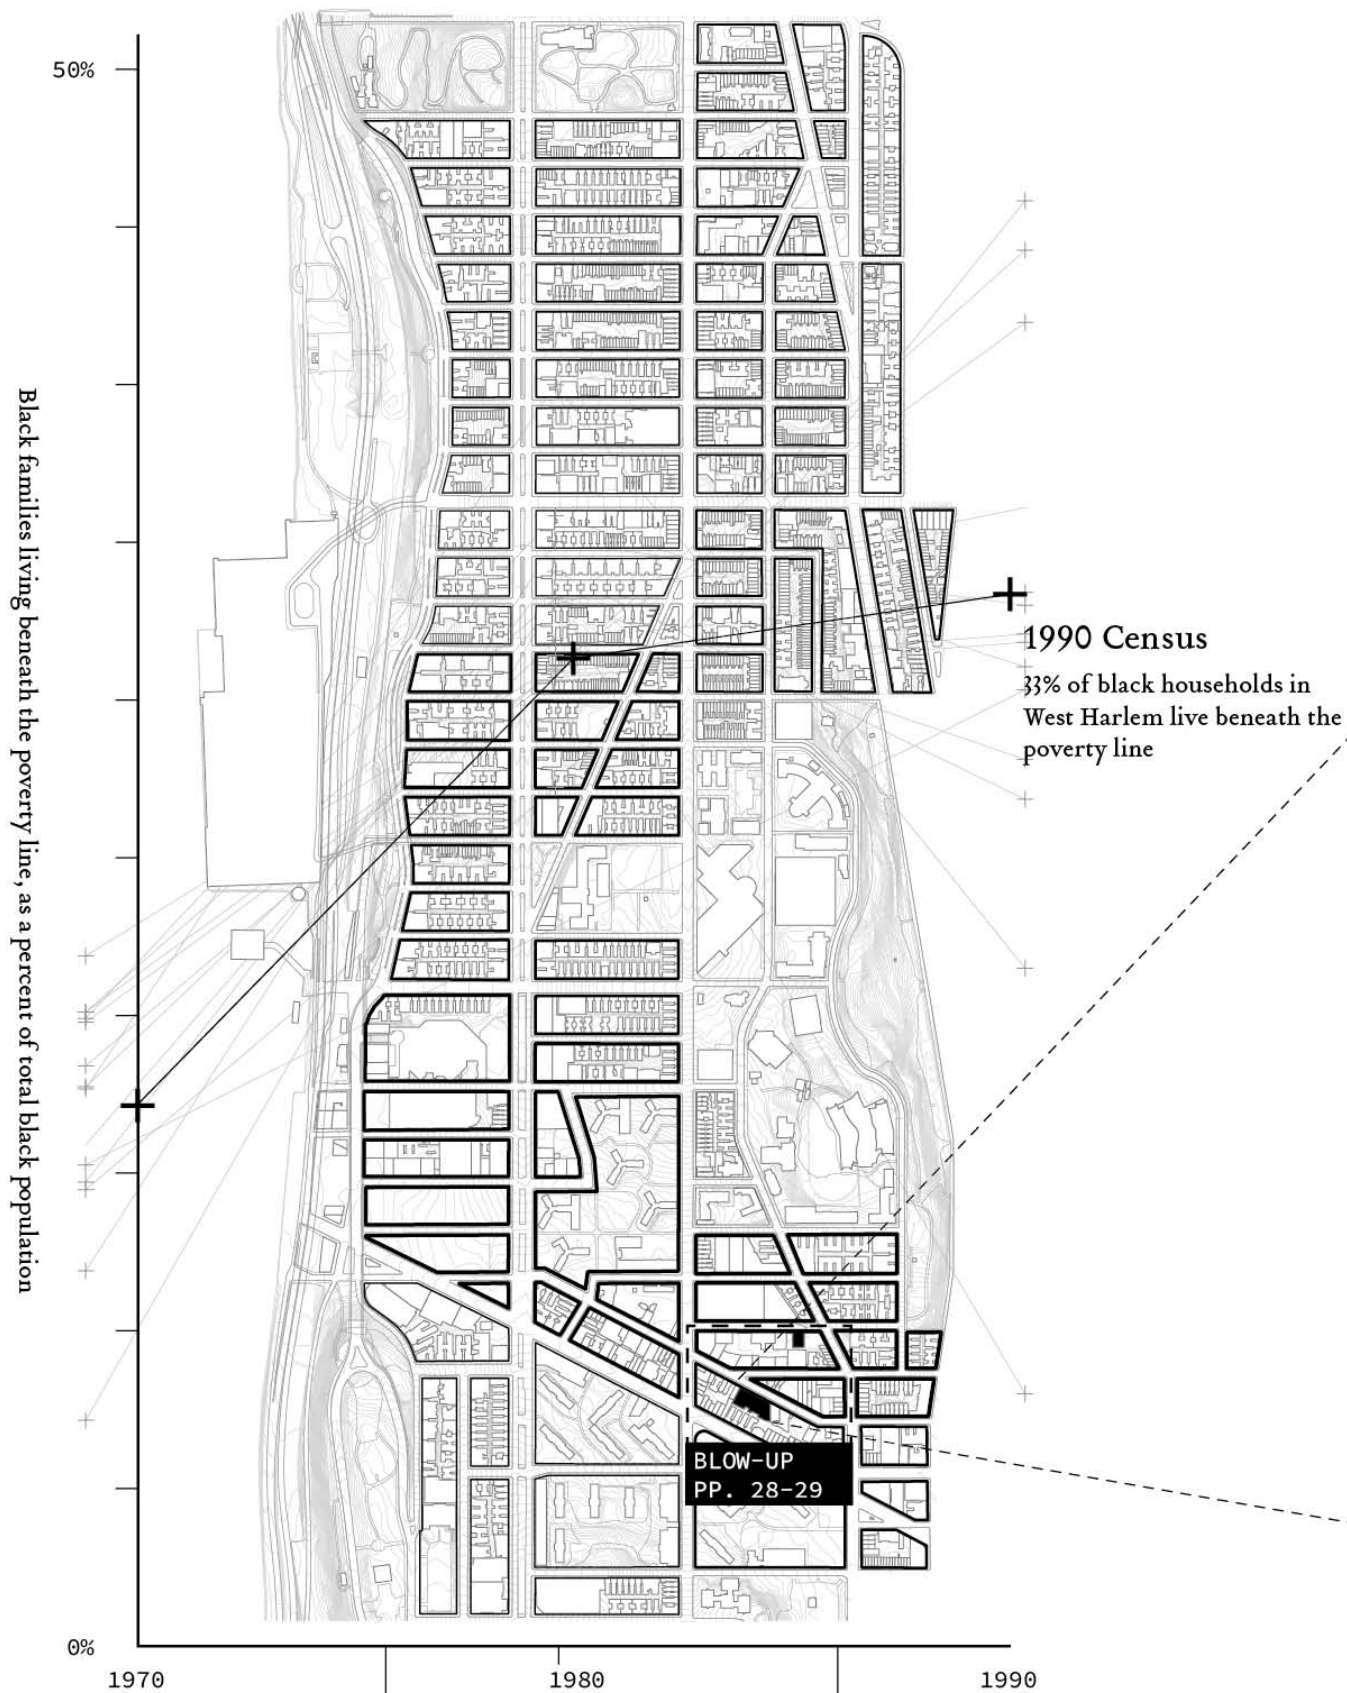 50%
Black families living beneath the poverty line, as a percent of total black population
1990 Census
33% of black households in
West Harlem live beneath the
poverty line
BLOW-UP
PP. 28-29
0%
1970
1980
1990